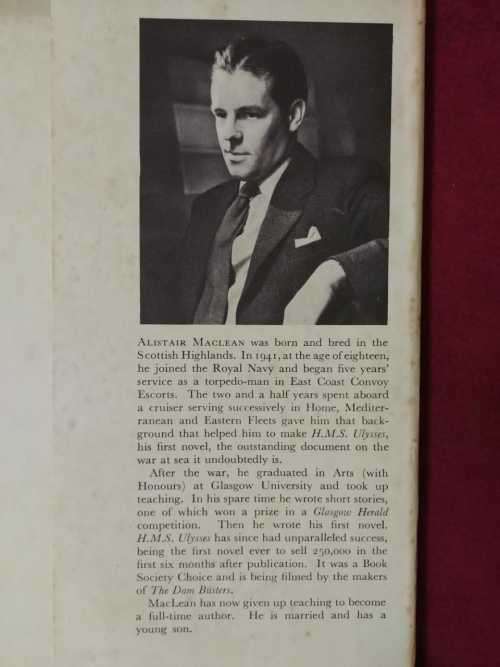 ALISTAIR MACLEAN was born and bred in the
Scottish Highlands. In 1941, at the age of eighteen,
he joined the Royal Navy and began five years'
service as a torpedo-man in East Coast Convoy
Escorts. The two and a half years spent aboard
a cruiser serving successively in Home, Mediter-
ranean and Eastern Fleets gave him that back-
ground that helped him to make H.M.S. Ulysses,
his first novel, the outstanding document on the
war at sea it undoubtedly is.
After the war, he graduated in Arts (with
Honours) at Glasgow University and took up
teaching. In his spare time he wrote short stories,
one of which won a prize in a Glasgow Herald
competition. Then he wrote his first novel.
H.M.S. Ulysses has since had unparalleled success,
being the first novel ever to sell 250,000 in the
first six months after publication. It was a Book
Society Choice and is being filmed by the makers
of The Dam Busters.
MacLean has now given up teaching to become
a full-time author. He is married and has a
young son.